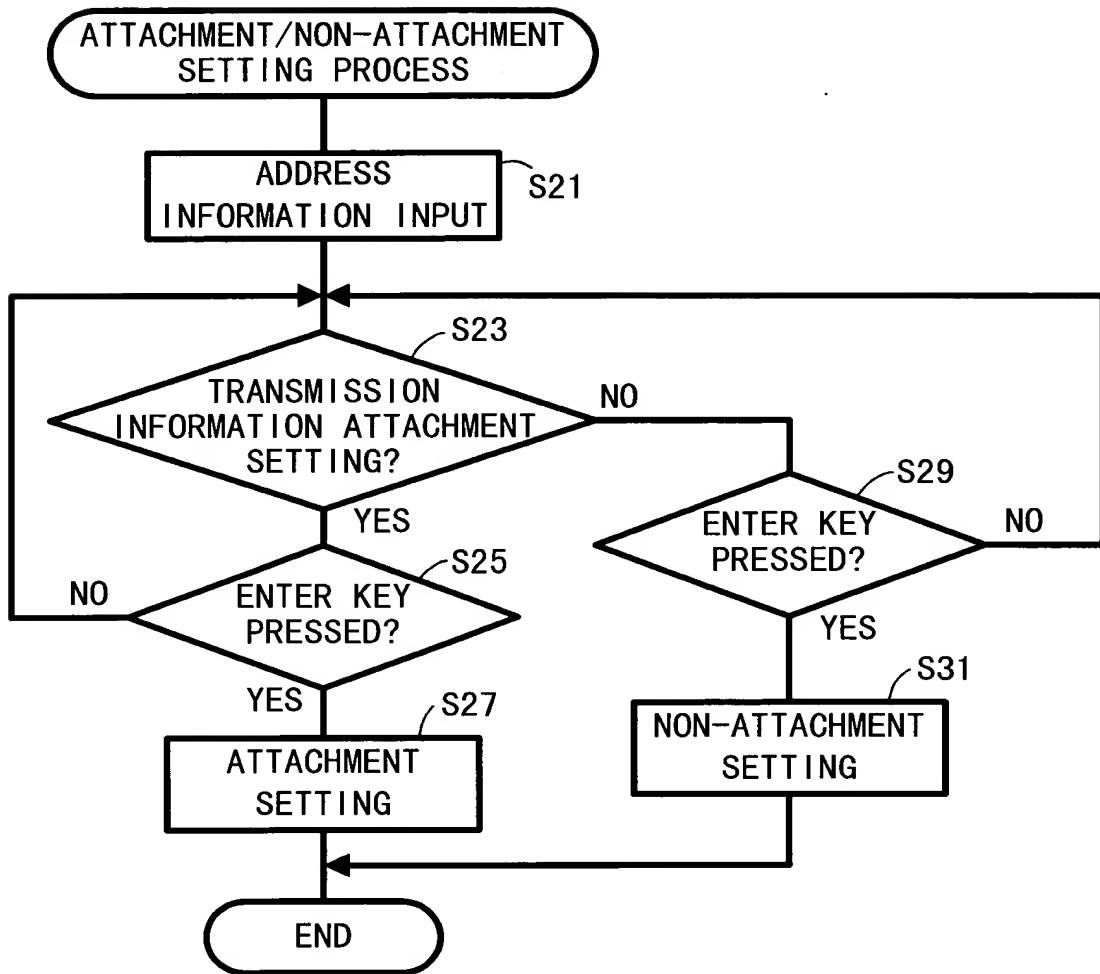 ATTACHMENT/NON-ATTACHMENT
SETTING PROCESS
ADDRESS
INFORMATION INPUT
S21
S23
TRANSMISSION
INFORMATION ATTACHMENT
SETTING?
NO
YES
S29
ENTER KEY
PRESSED?
NO
YES
S25
ENTER KEY
PRESSED?
NO
YES
S27
ATTACHMENT
SETTING
S31
NON-ATTACHMENT
SETTING
END